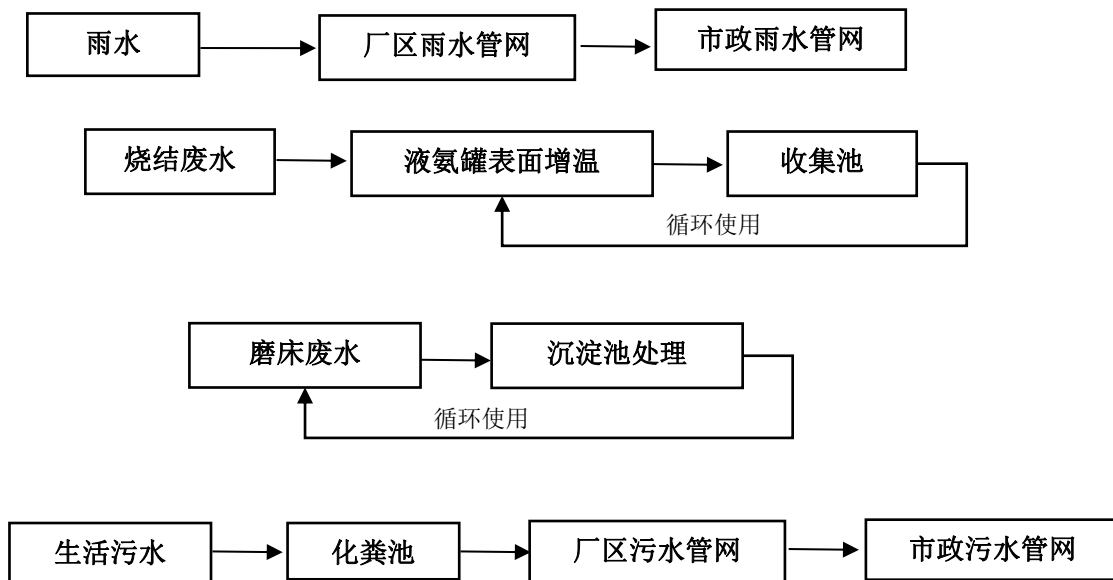 雨水
厂区雨水管网
市政雨水管网
烧结废水
液氨罐表面增温
收集池
循环使用
磨床废水
沉淀池处理
循环使用
生活污水
化粪池
厂区污水管网
市政污水管网